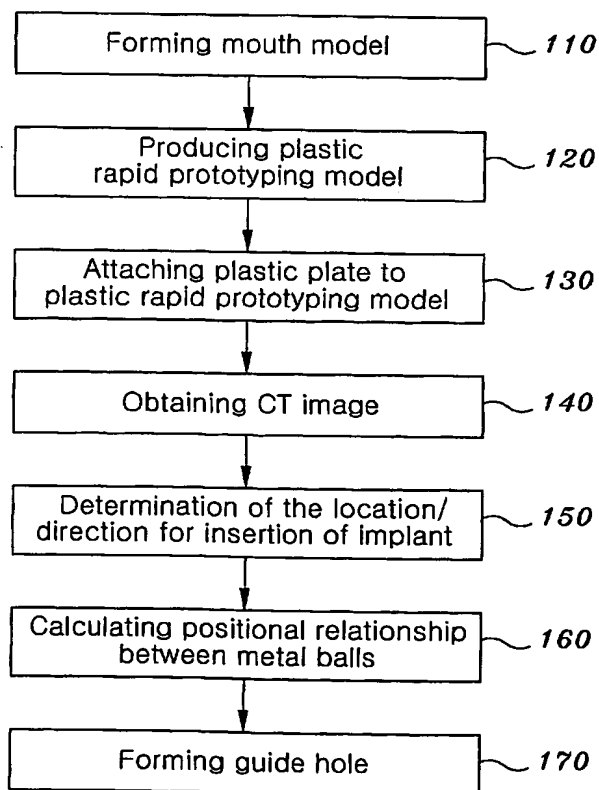 Forming mouth model
110
Producing plastic
rapid prototyping model
120
Attaching plastic plate to
plastic rapid prototyping model
130
Obtaining CT image
140
Determination of the location/
direction for insertion of implant
150
Calculating positional relationship
between metal balls
160
Forming guide hole
170